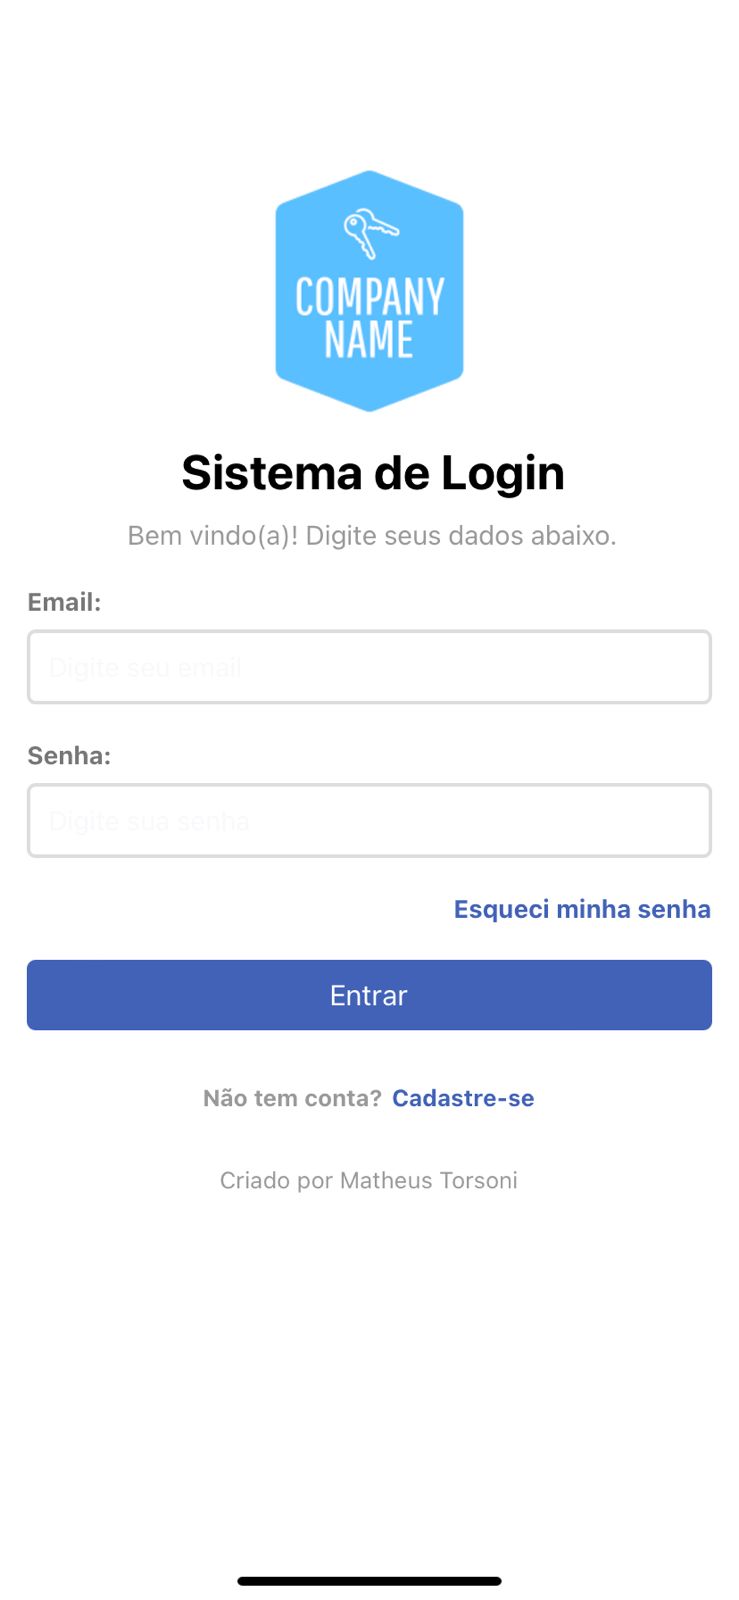 COMPANY
NAME
Sistema de Login
Bem vindo(a)! Digite seus dados abaixo.
Email:
Digite seu email
Senha:
Digite sua senha
Esqueci minha senha
Entrar
Não tem conta? Cadastre-se
Criado por Matheus Torsoni